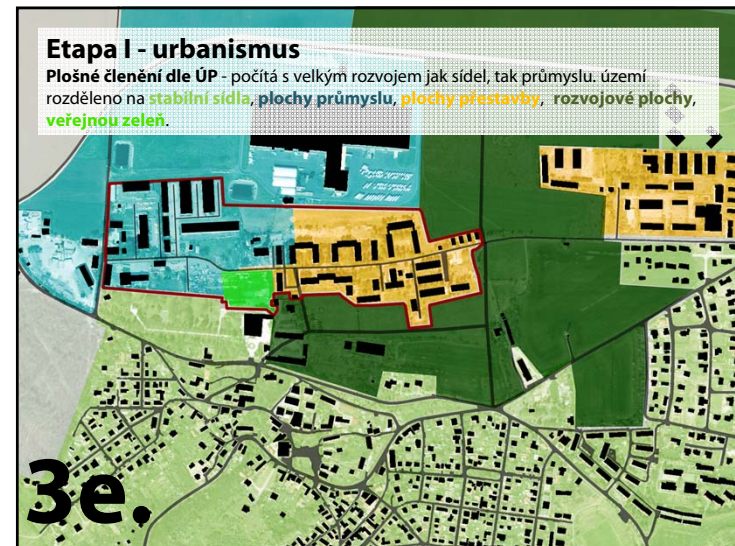 Etapa I - urbanismus
Plošné členění dle ÚP - počítá s velkým rozvojem jak sídel, tak průmyslu. území
rozděleno na stabilní sídla, plochy průmyslu, plochy přestavby, rozvojové plochy,
veřejnou zeleň.
3e.